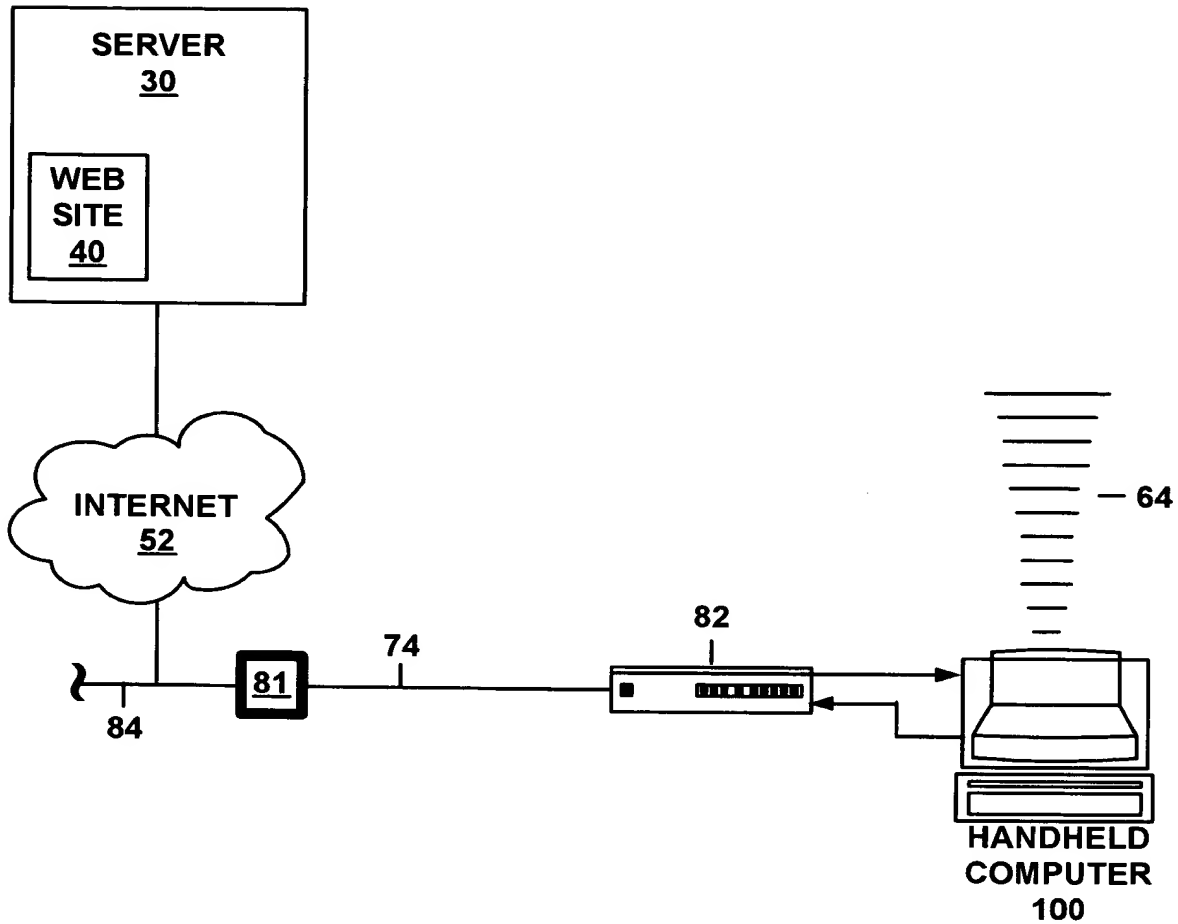 SERVER
30
WEB
SITE
40
INTERNET
52
64
82
74
81
84
HANDHELD
COMPUTER
100